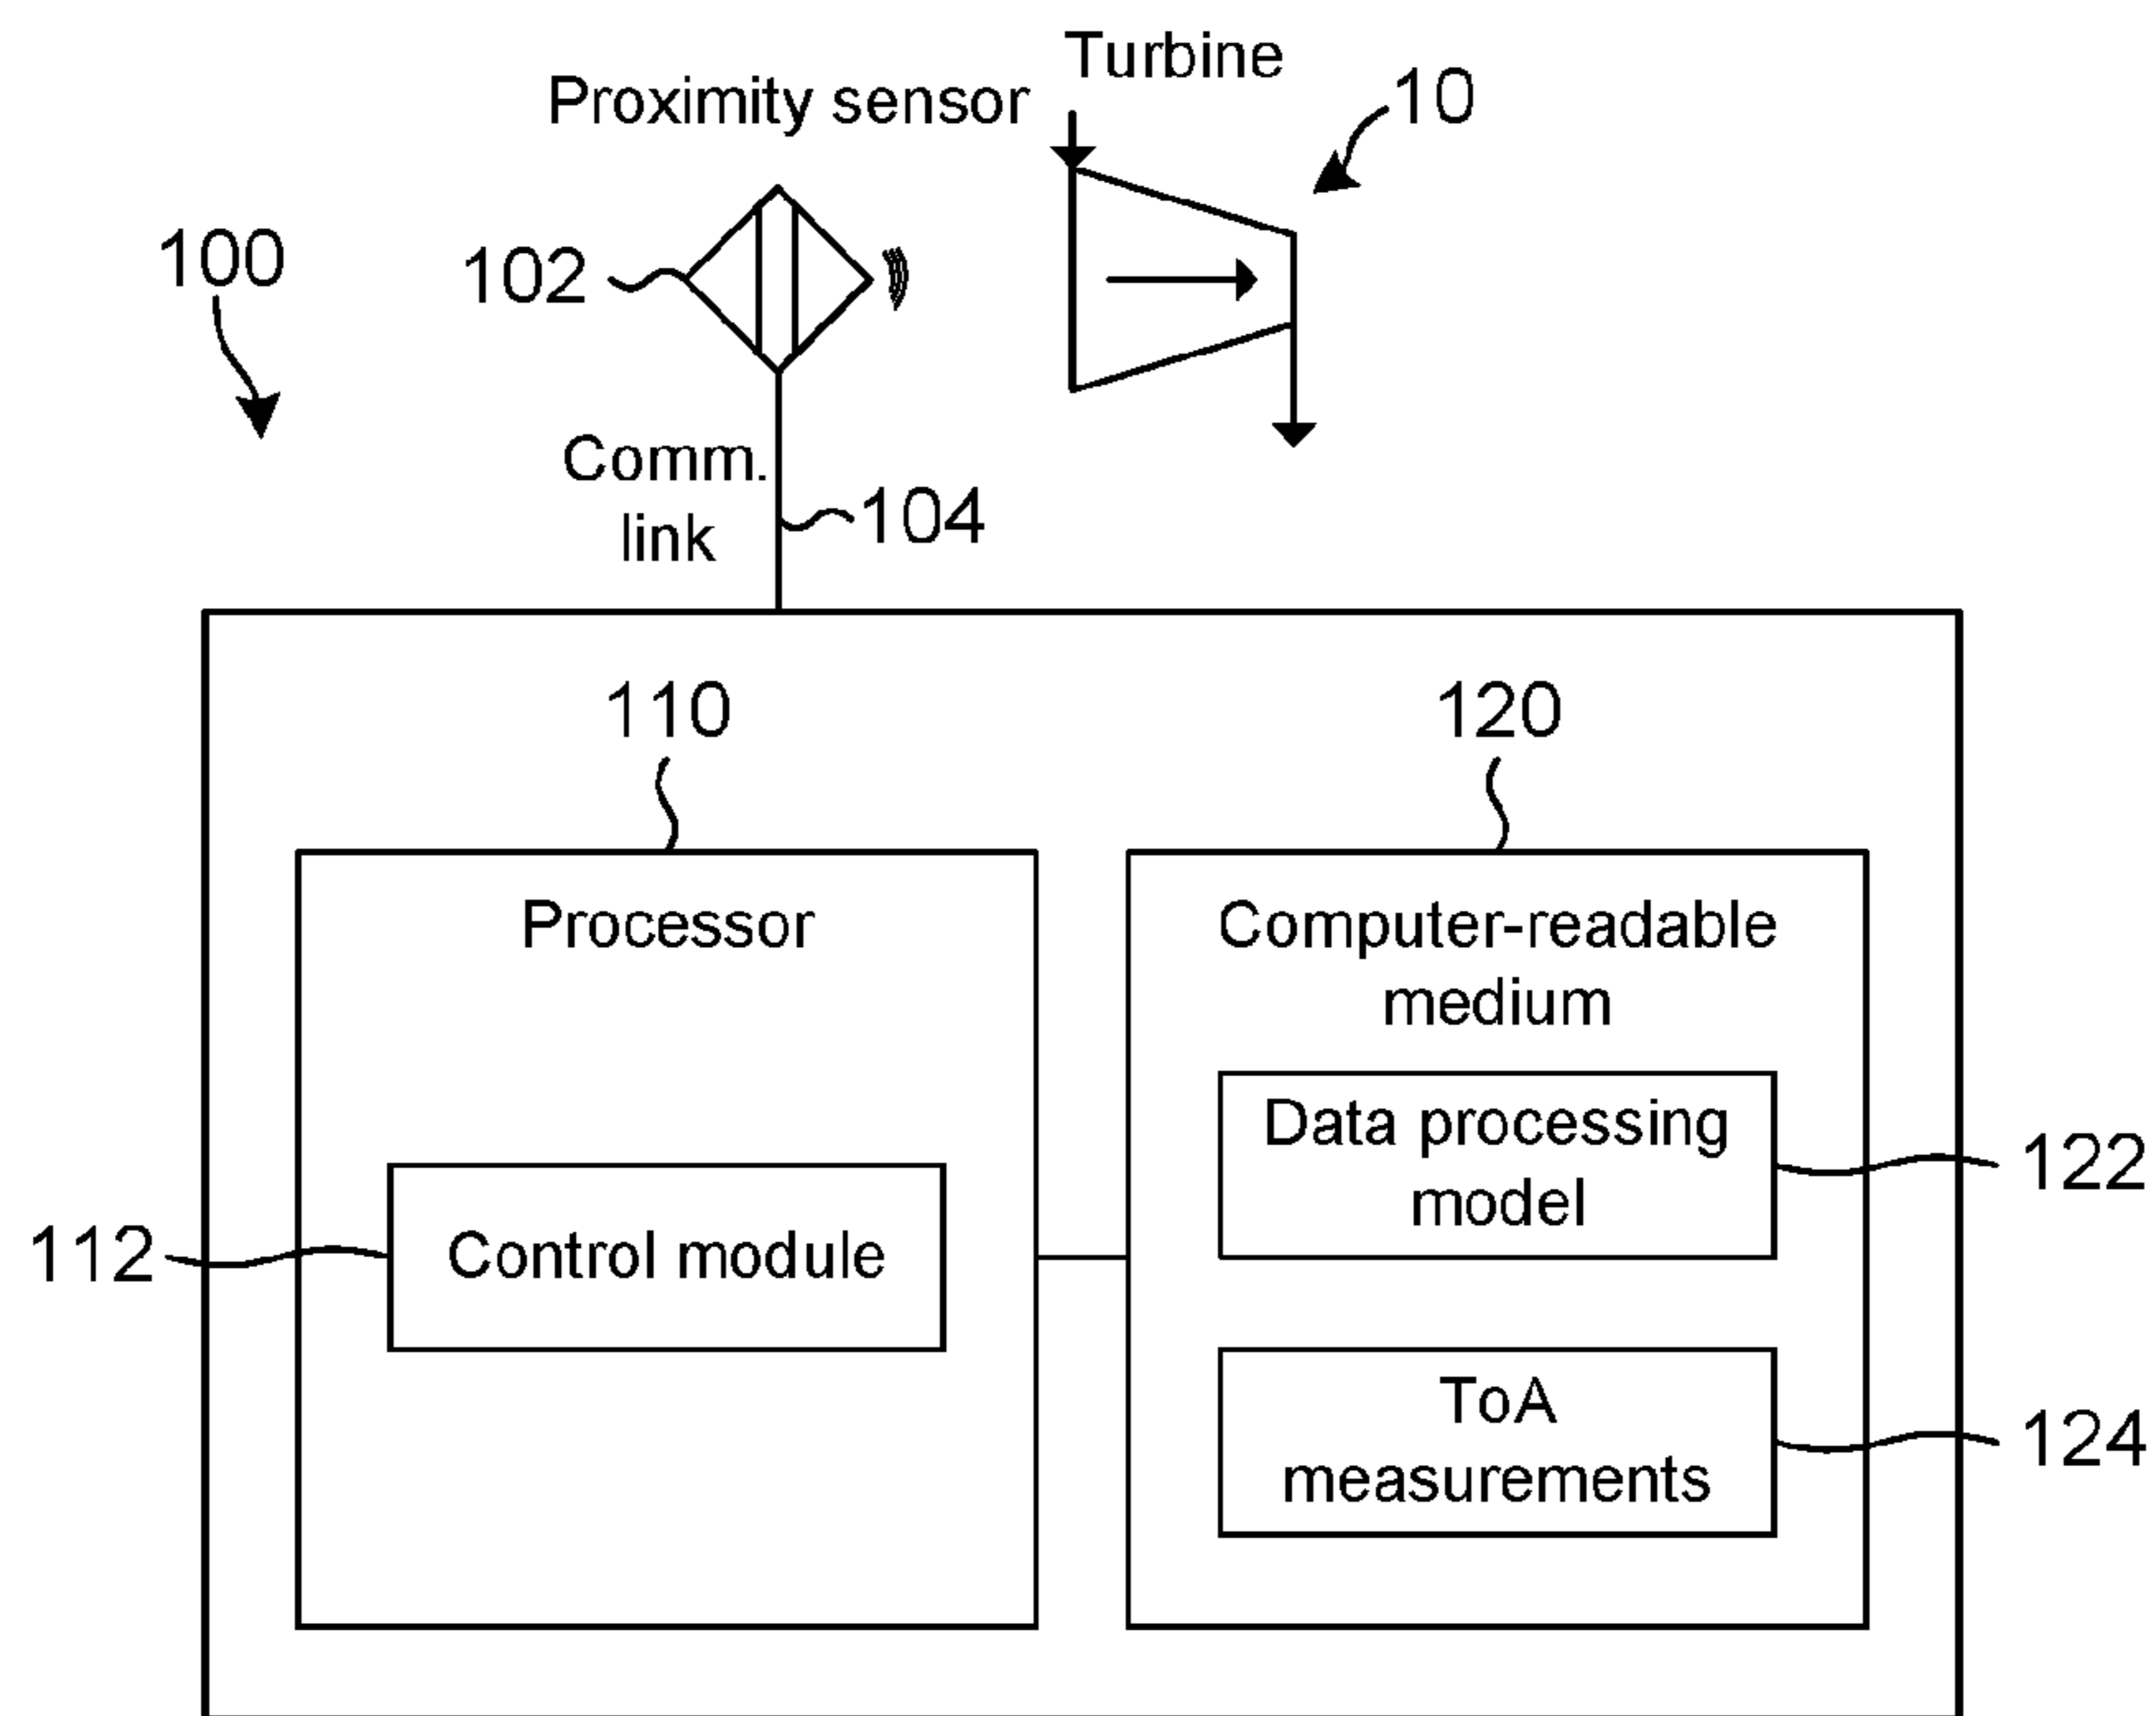 Turbine
Proximity sensor
10
100
102
Comm.
link
104
110
120
Processor
Computer-readable
medium
Data processing
model
122
112
Control module
ToA
measurements
124